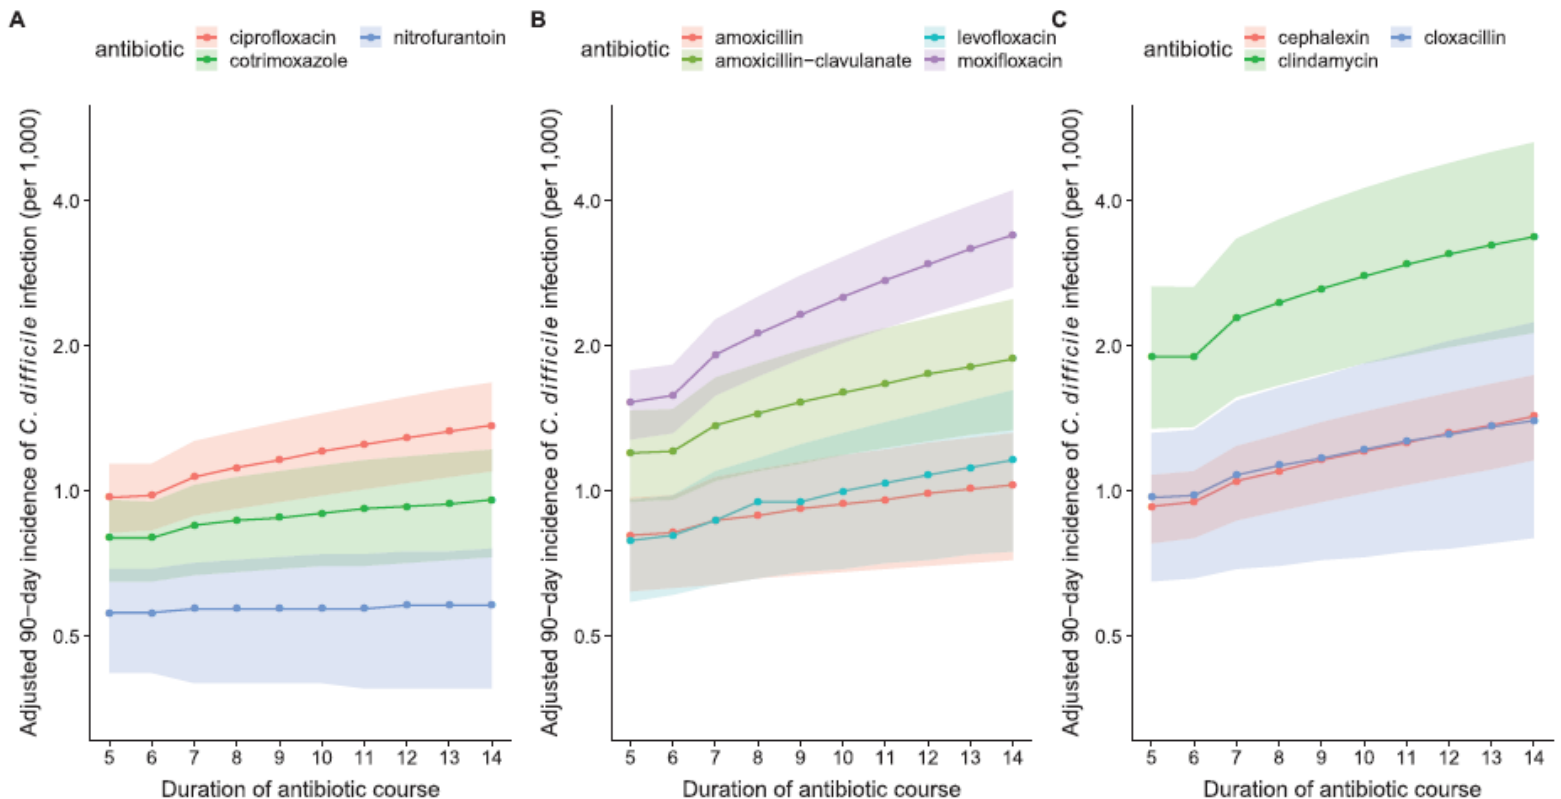 A
antibiotic
ciprofloxacin
nitrofurantoin
cotrimoxazole
Adjusted 90−day incidence of C. difficile infection (per 1,000)
4.0
2.0
1.0
0.5
5 6 7 8 9 10 11 12 13 14
Duration of antibiotic course
B
antibiotic
amoxicillin
levofloxacin
amoxicillin−clavulanate
moxifloxacin
Adjusted 90−day incidence of C. difficile infection (per 1,000)
4.0
2.0
1.0
0.5
5 6 7 8 9 10 11 12 13 14
Duration of antibiotic course
C
antibiotic
cephalexin
cloxacillin
clindamycin
Adjusted 90−day incidence of C. difficile infection (per 1,000)
4.0
2.0
1.0
0.5
5 6 7 8 9 10 11 12 13 14
Duration of antibiotic course